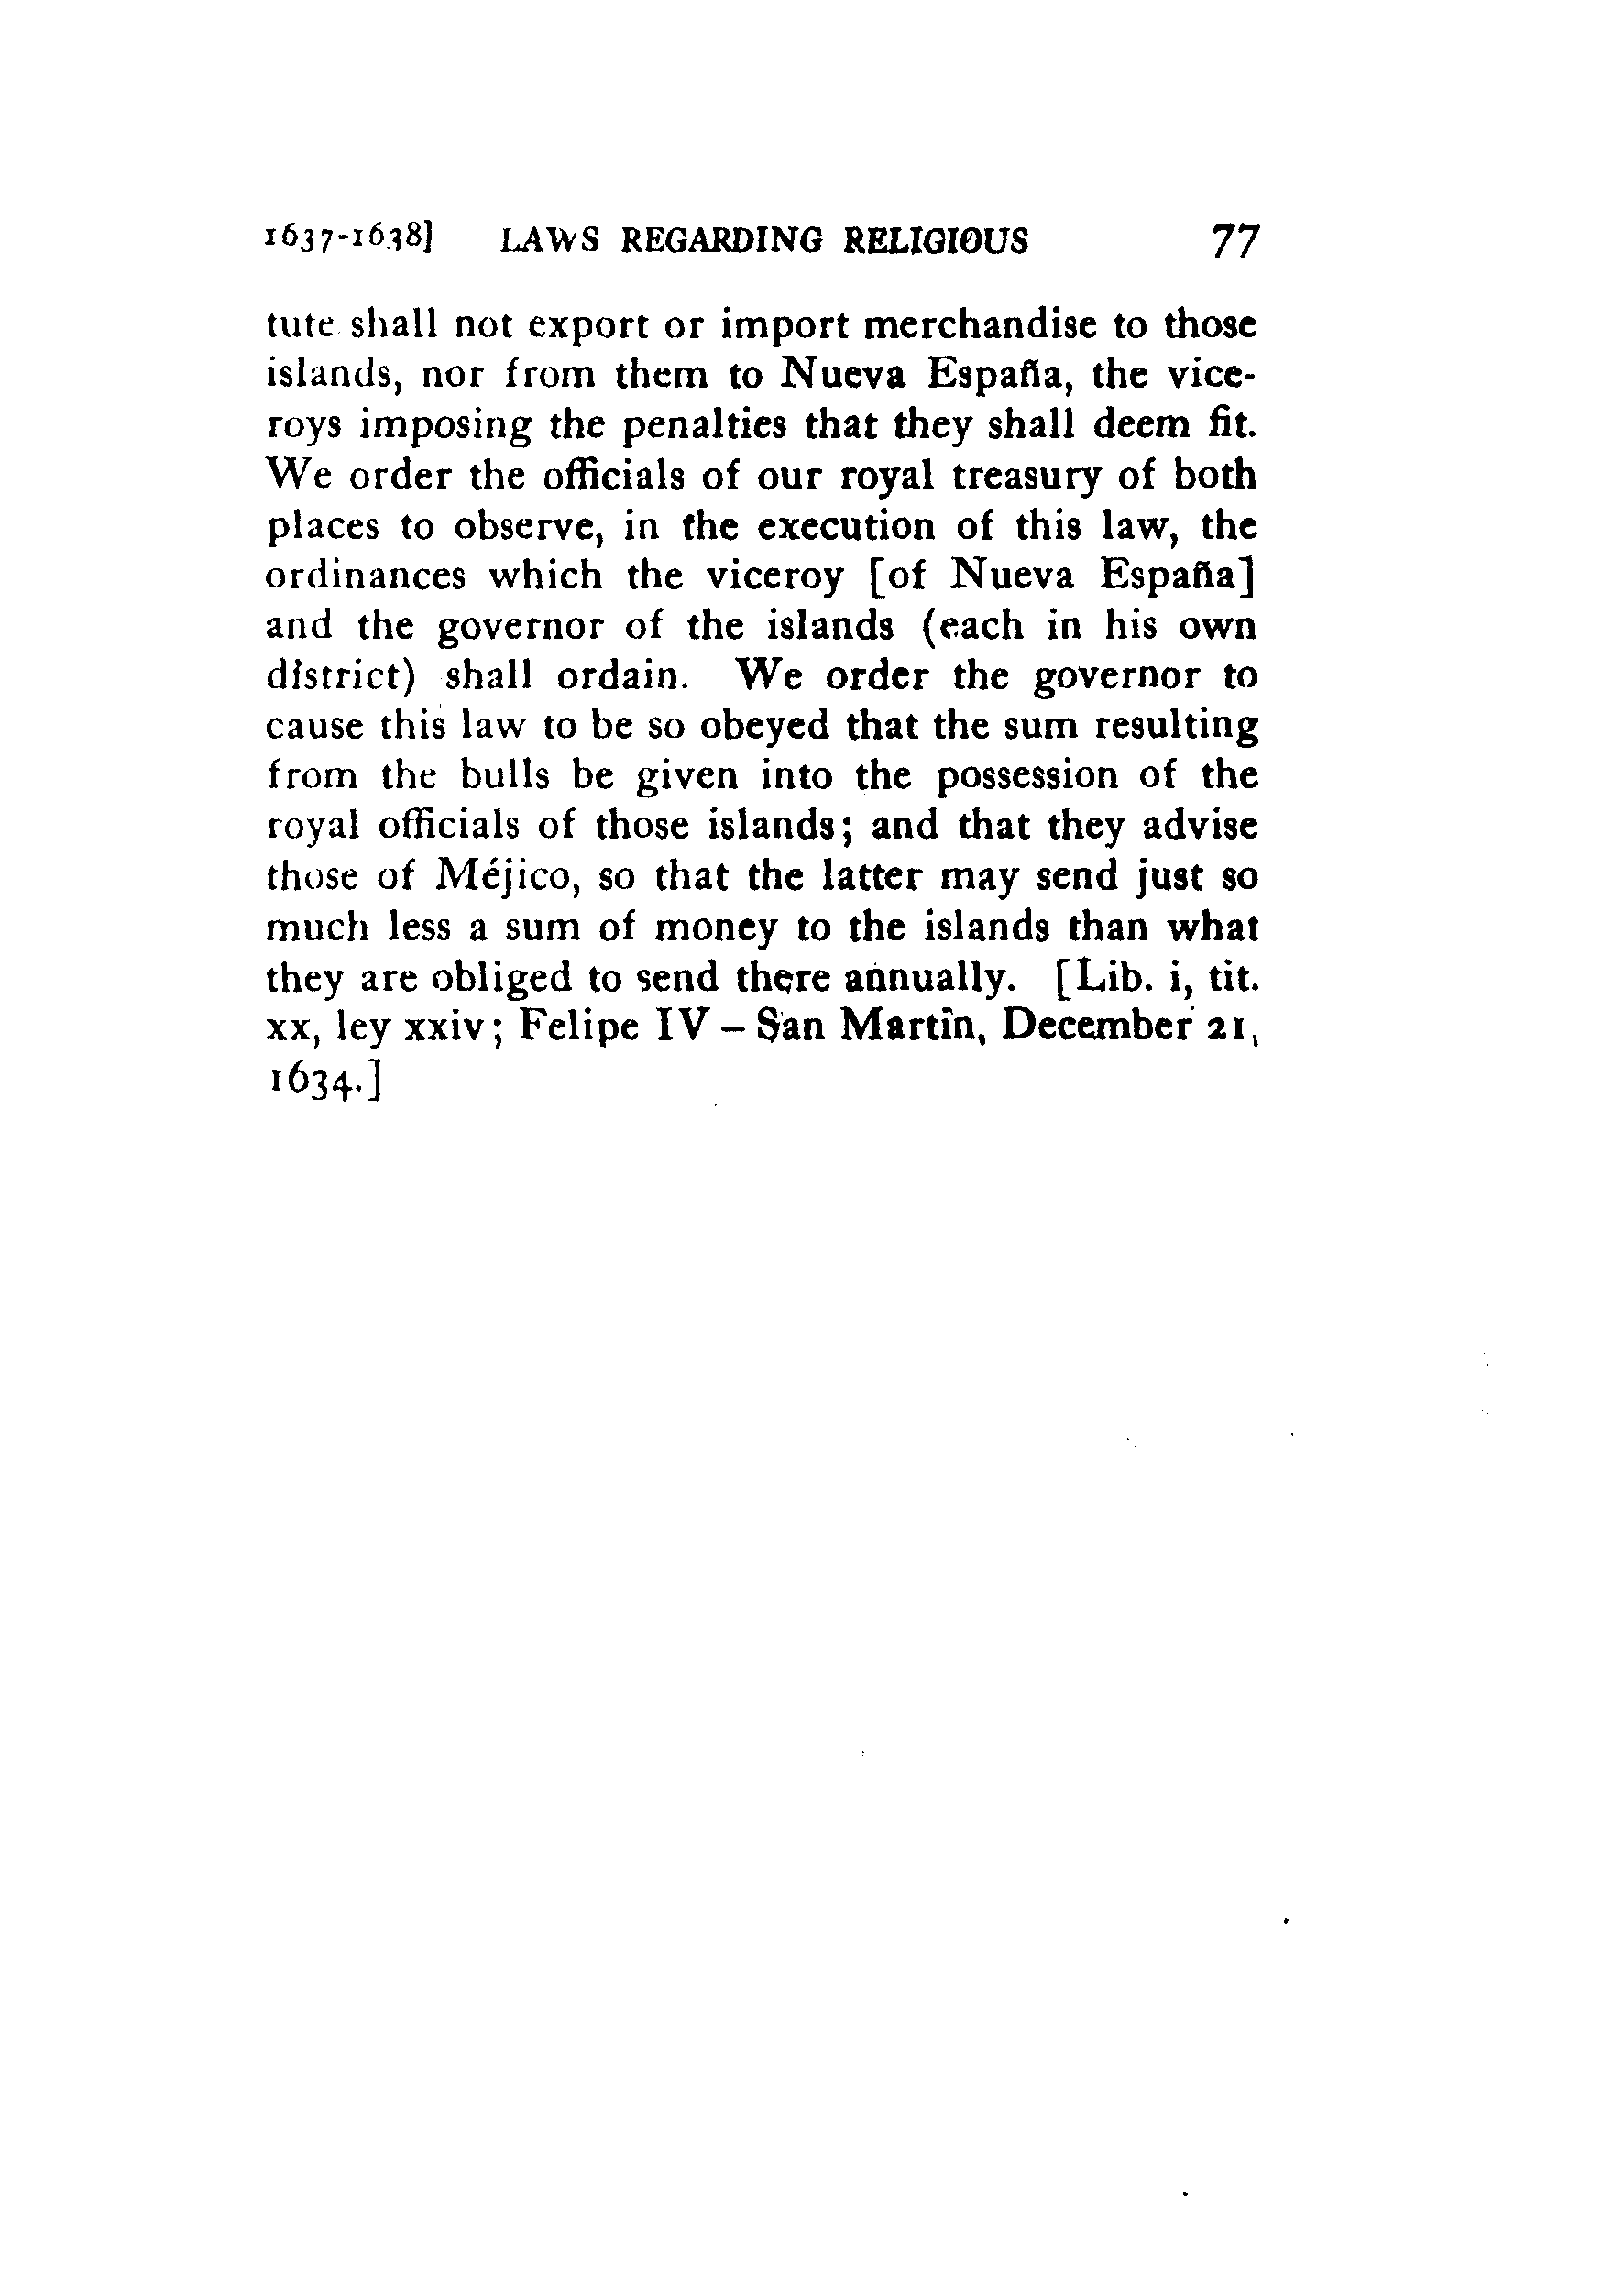 1637-1638] LAWS REGARDING RELIGIOUS 77
tute shall not export or import merchandise to those
islands, nor from them to Nueva España, the vice-
roys imposing the penalties that they shall deem fit.
We order the officials of our royal treasury of both
places to observe, in the execution of this law, the
ordinances which the viceroy [of Nueva España]
and the governor of the islands (each in his own
district) shall ordain. We order the governor to
cause this law to be so obeyed that the sum resulting
from the bulls be given into the possession of the
royal officials of those islands; and that they advise
those of Méjico, so that the latter may send just so
much less a sum of money to the islands than what
they are obliged to send there annually. [Lib. i, tit.
xx, ley xxiv; Felipe IV – San Martín, December 21,
1634.]